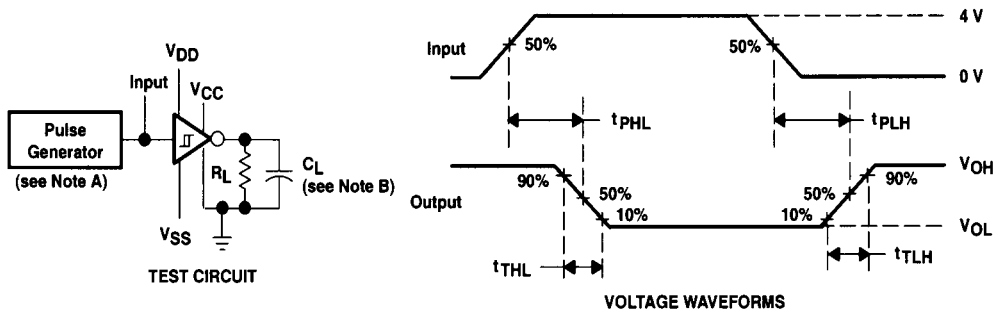 VDD
Input
VCC
Pulse
Generator
(see Note A)
RL
CL
(see Note B)
VSS
TEST CIRCUIT
Input
50%
50%
4 V
0 V
tPHL
tPLH
Output
90%
50%
10%
50%
10%
90%
VOH
VOL
tTHL
tTLH
VOLTAGE WAVEFORMS